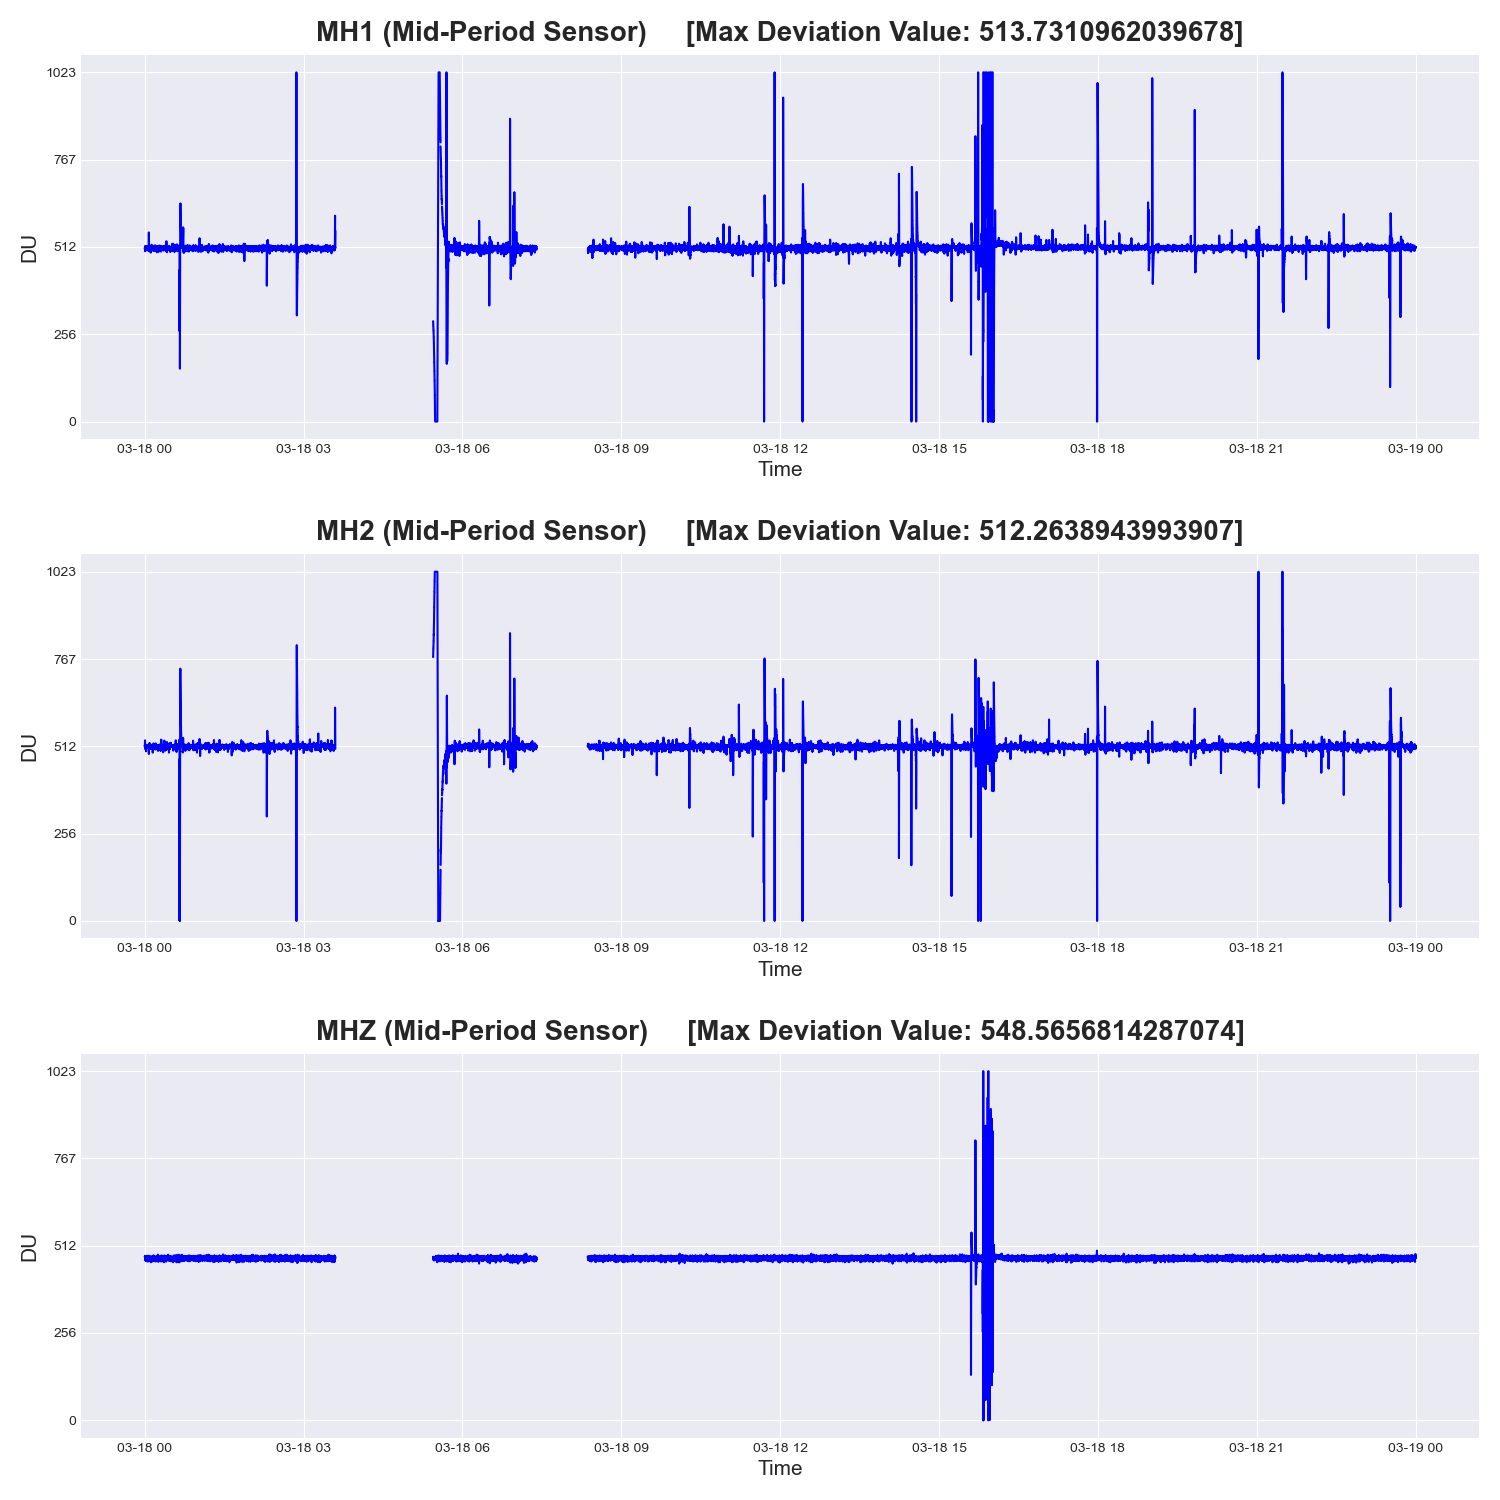 MH1 (Mid-Period Sensor) [Max Deviation Value: 513.7310962039678]
1023
767
512
256
0
DU
03-18 00 03-18 03 03-18 06 03-18 09 03-18 12 03-18 15 03-18 18 03-18 21 03-19 00
Time
MH2 (Mid-Period Sensor) [Max Deviation Value: 512.2638943993907]
1023
767
512
256
0
DU
03-18 00 03-18 03 03-18 06 03-18 09 03-18 12 03-18 15 03-18 18 03-18 21 03-19 00
Time
MHZ (Mid-Period Sensor) [Max Deviation Value: 548.5656814287074]
1023
767
512
256
0
DU
03-18 00 03-18 03 03-18 06 03-18 09 03-18 12 03-18 15 03-18 18 03-18 21 03-19 00
Time